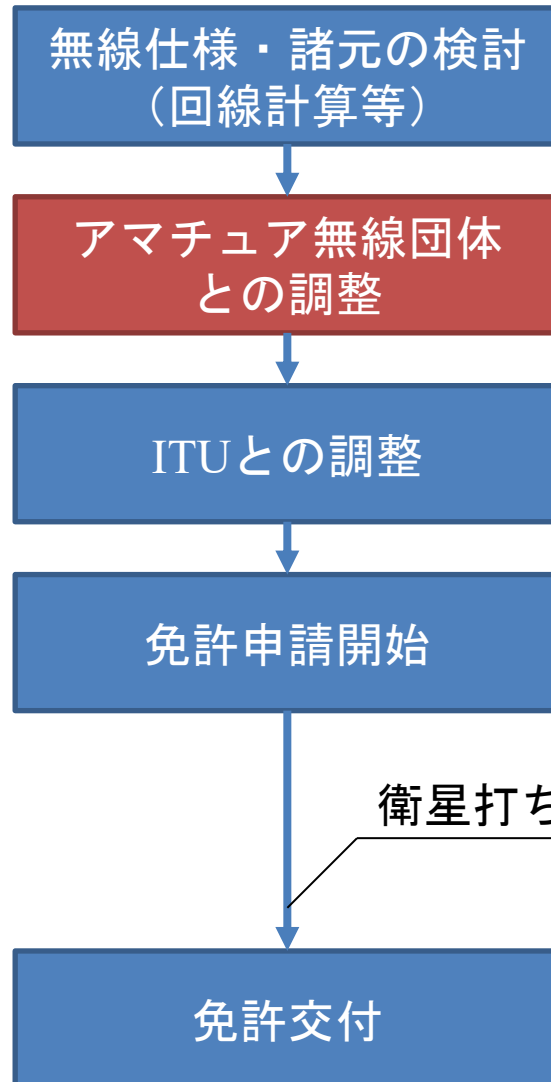 無線仕様・諸元の検討
（回線計算等）
アマチュア無線団体
との調整
ITUとの調整
免許申請開始
衛星打ち
免許交付